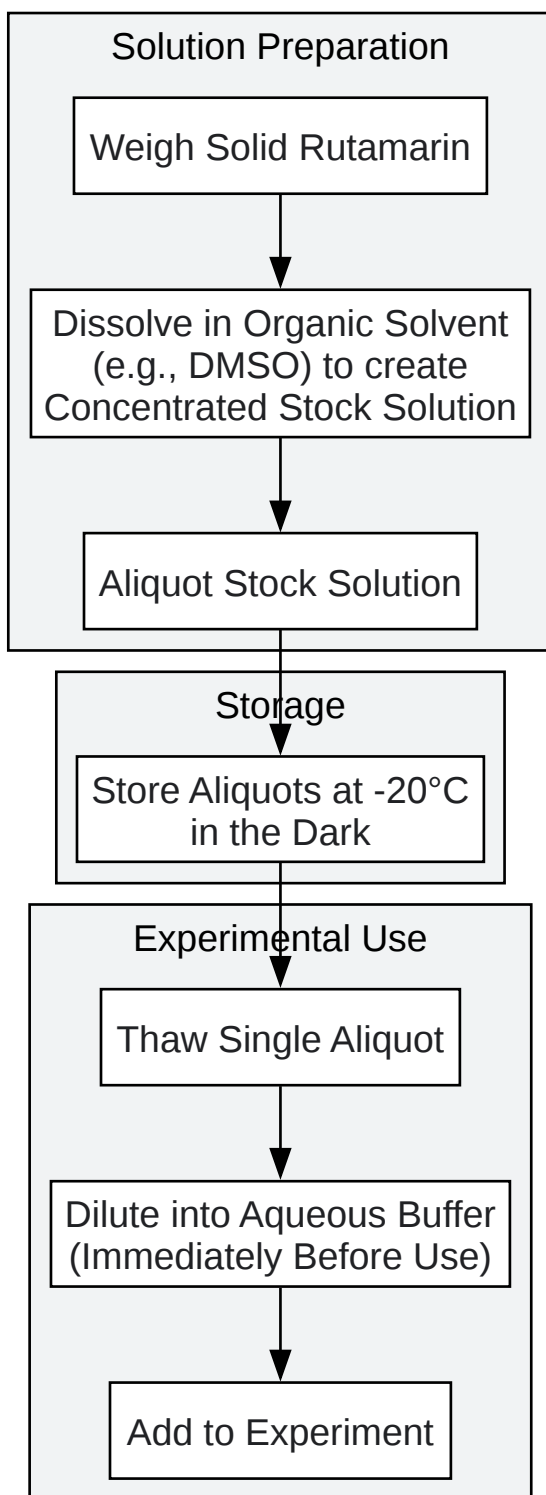 Solution Preparation
Weigh Solid Rutamarin
Dissolve in Organic Solvent
(e.g., DMSO) to create
Concentrated Stock Solution
Aliquot Stock Solution
Storage
Store Aliquots at -20°C
in the Dark
Experimental Use
Thaw Single Aliquot
Dilute into Aqueous Buffer
(Immediately Before Use)
Add to Experiment